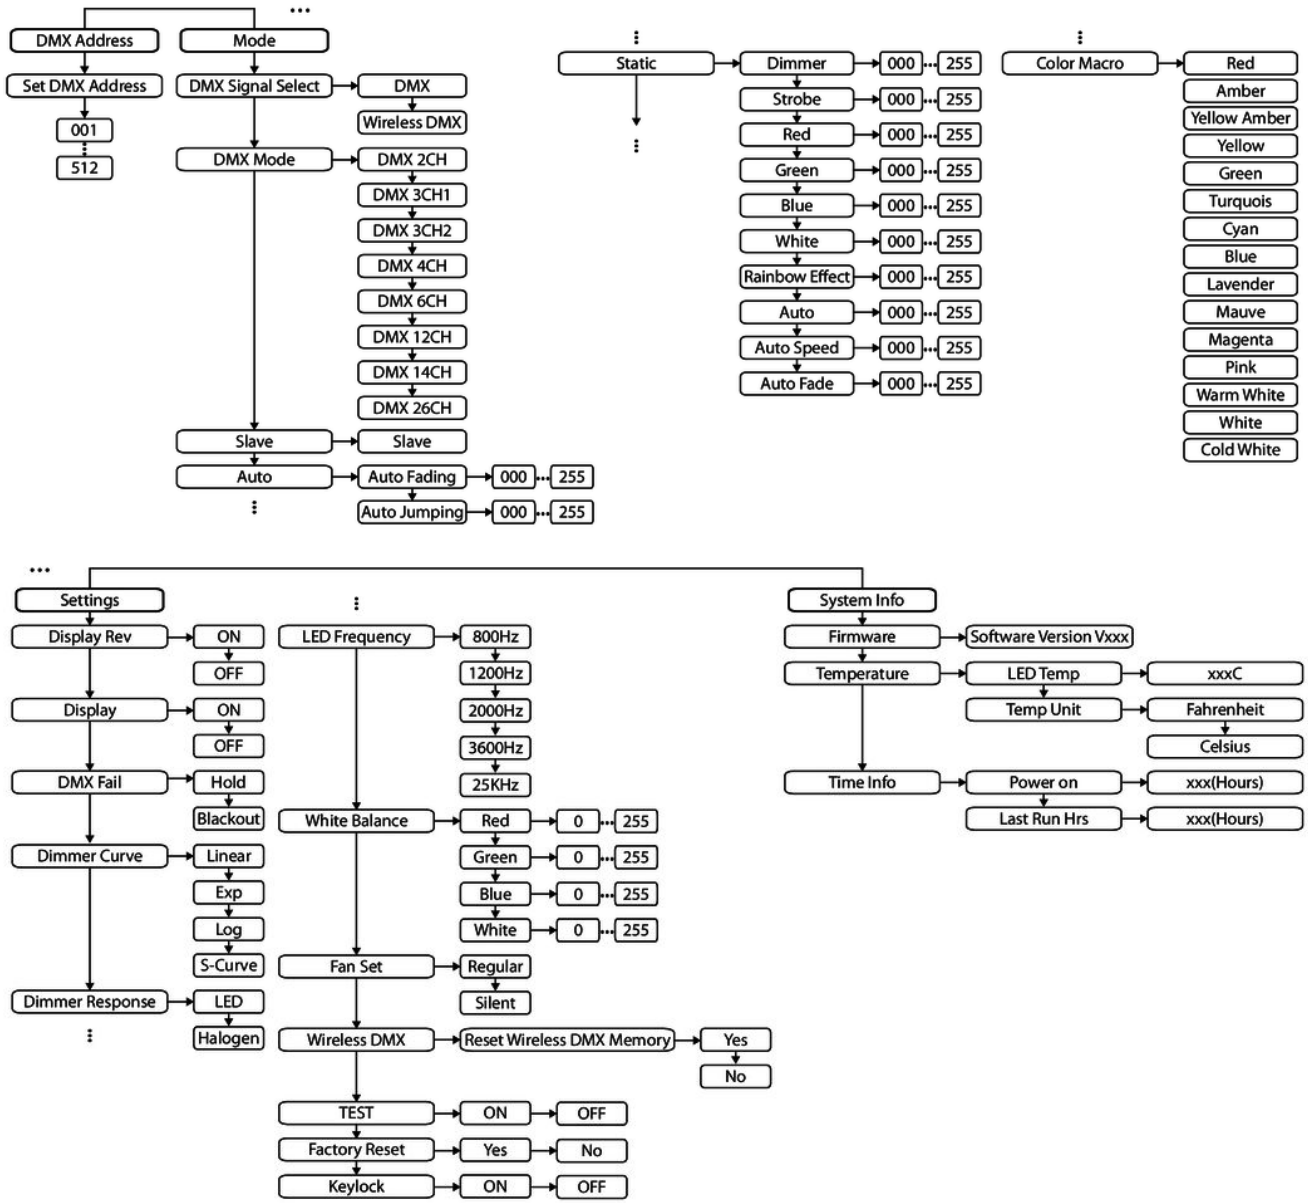 ...
DMX Address
Set DMX Address
001
512
Mode
DMX Signal Select
DMX
Wireless DMX
DMX Mode
DMX 2CH
DMX 3CH1
DMX 3CH2
DMX 4CH
DMX 6CH
DMX 12CH
DMX 14CH
DMX 26CH
Slave
Slave
Auto
Auto Fading 000 ... 255
Auto Jumping 000 ... 255
Static
Dimmer 000 ... 255
Strobe 000 ... 255
Red 000 ... 255
Green 000 ... 255
Blue 000 ... 255
White 000 ... 255
Rainbow Effect 000 ... 255
Auto 000 ... 255
Auto Speed 000 ... 255
Auto Fade 000 ... 255
Color Macro
Red
Amber
Yellow Amber
Yellow
Green
Turquois
Cyan
Blue
Lavender
Mauve
Magenta
Pink
Warm White
White
Cold White
...
Settings
Display Rev
ON
OFF
Display
ON
OFF
DMX Fail
Hold
Blackout
Dimmer Curve
Linear
Exp
Log
S-Curve
Dimmer Response
LED
Halogen
LED Frequency
800Hz
1200Hz
2000Hz
3600Hz
25KHz
White Balance
Red 0 ... 255
Green 0 ... 255
Blue 0 ... 255
White 0 ... 255
Fan Set
Regular
Silent
Wireless DMX
Reset Wireless DMX Memory
Yes
No
TEST ON OFF
Factory Reset Yes No
Keylock ON OFF
System Info
Firmware
Software Version Vxxx
Temperature
LED Temp
xxxC
Temp Unit
Fahrenheit
Celsius
Time Info
Power on
xxx(Hours)
Last Run Hrs
xxx(Hours)